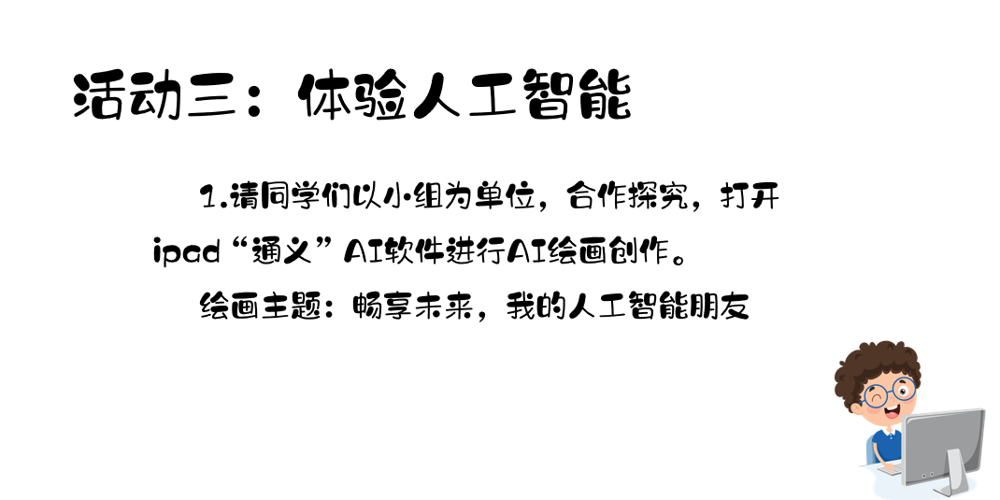 活动三：体验人工智能
1.请同学们以小组为单位，合作探究，打开
ipad“通义”AI软件进行AI绘画创作。
绘画主题：畅享未来，我的人工智能朋友